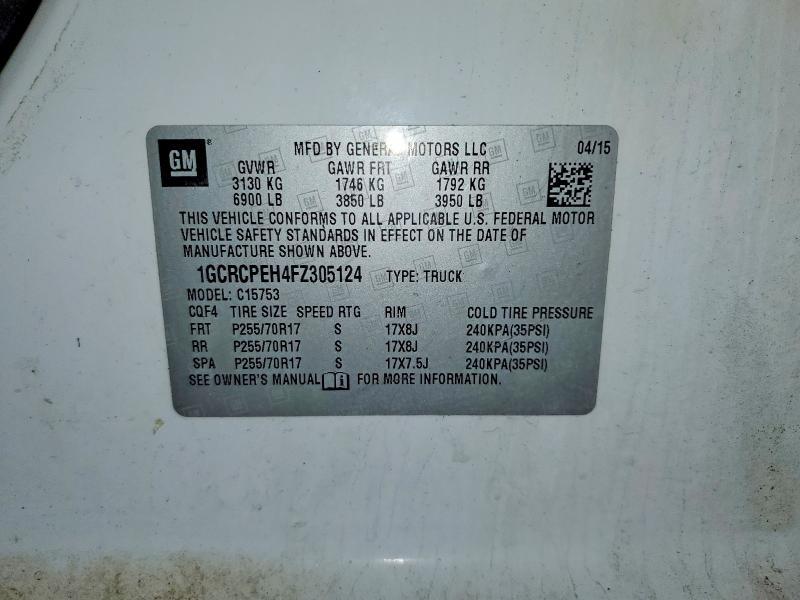 GM
®
MFD BY GENERAL MOTORS LLC 04/15
GVWR GAWR FRT GAWR RR
3130 KG 1746 KG 1792 KG
6900 LB 3850 LB 3950 LB
THIS VEHICLE CONFORMS TO ALL APPLICABLE U.S. FEDERAL MOTOR
VEHICLE SAFETY STANDARDS IN EFFECT ON THE DATE OF
MANUFACTURE SHOWN ABOVE.
1GCRCPEH4FZ305124 TYPE: TRUCK
MODEL: C15753
CQF4 TIRE SIZE SPEED RTG RIM COLD TIRE PRESSURE
FRT P255/70R17 S 17X8J 240KPA(35PSI)
RR P255/70R17 S 17X8J 240KPA(35PSI)
SPA P255/70R17 S 17X7.5J 240KPA(35PSI)
SEE OWNER'S MANUAL FOR MORE INFORMATION.